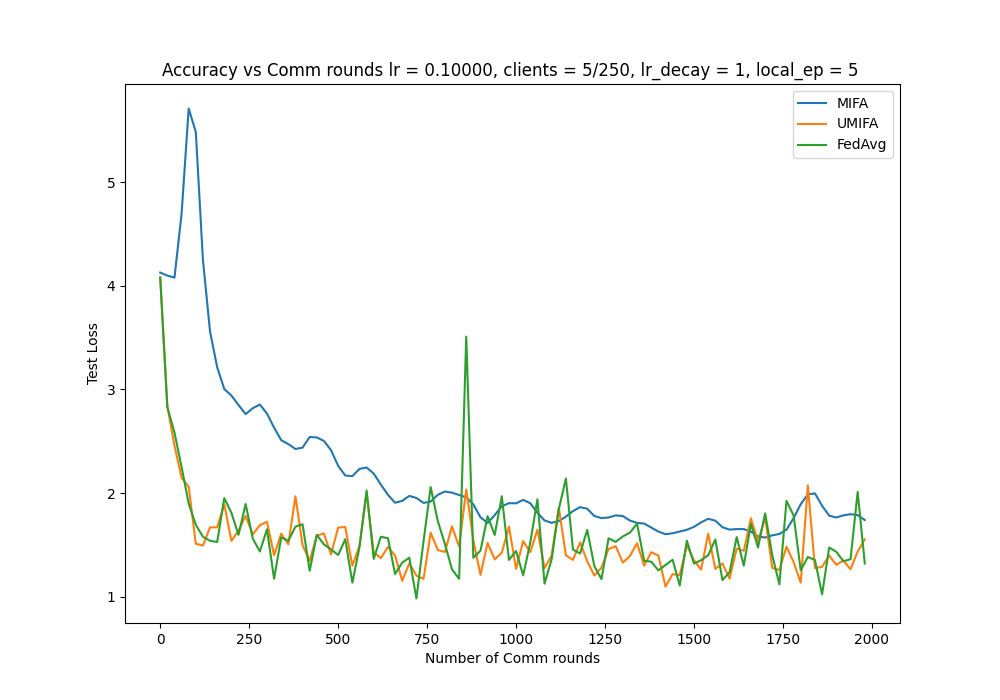 Accuracy vs Comm rounds lr = 0.10000, clients = 5/250, lr_decay = 1, local_ep = 5
MIFA
UMIFA
FedAvg
Test Loss
5
4
3
2
1
0 250 500 750 1000 1250 1500 1750 2000
Number of Comm rounds